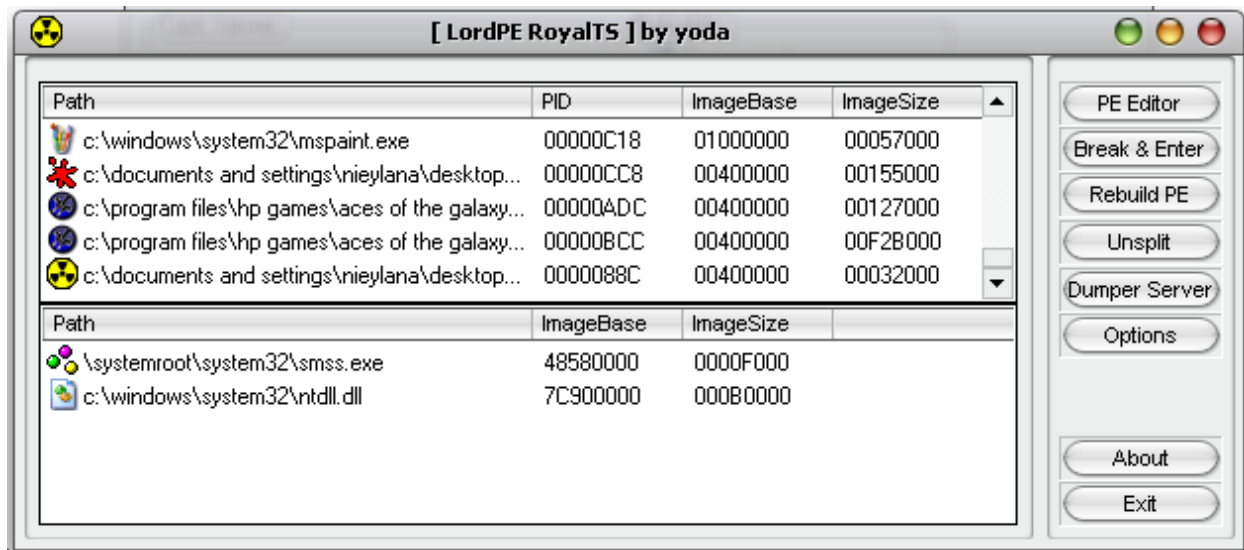 [ LordPE RoyalTS ] by yoda
Path PID ImageBase ImageSize
c:\windows\system32\mspaint.exe 00000C18 01000000 00057000
c:\documents and settings\nieylana\desktop... 00000CC8 00400000 00155000
c:\program files\hp games\aces of the galaxy... 00000ADC 00400000 00127000
c:\program files\hp games\aces of the galaxy... 00000BCC 00400000 00F2B000
c:\documents and settings\nieylana\desktop... 0000088C 00400000 00032000
Path ImageBase ImageSize
\systemroot\system32\smss.exe 48580000 0000F000
c:\windows\system32\ntdll.dll 7C900000 000B0000
PE Editor
Break & Enter
Rebuild PE
Unsplit
Dumper Server
Options
About
Exit